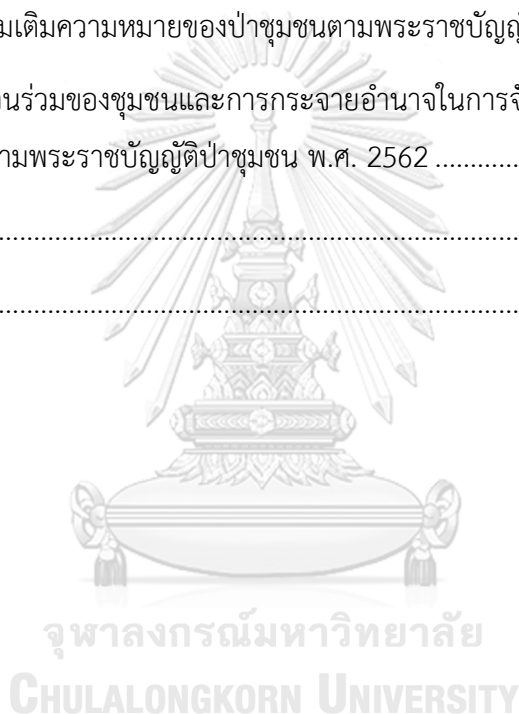 มเติมความหมายของป่าชุมชนตามพระราชบัญญั
นร่วมของชุมชนและการกระจายอำนาจในการจั
ามพระราชบัญญัติป่าชุมชน พ.ศ. 2562 .............
................................................................................
................................................................................
จุฬาลงกรณ์มหาวิทยาลัย
CHULALONGKORN UNIVERSITY